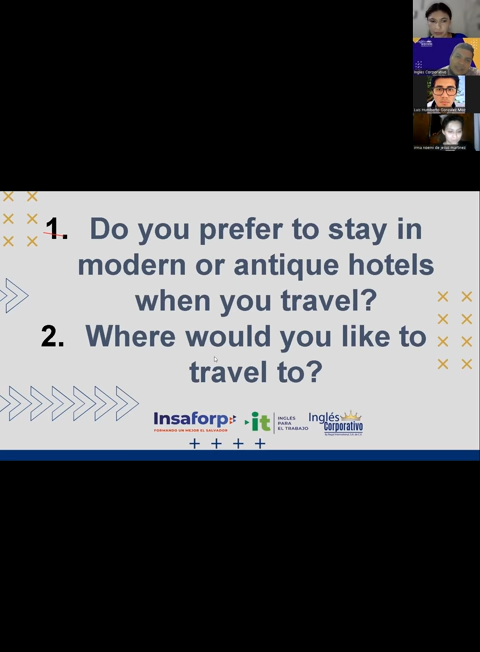 Inglés Corporativo
1. Do you prefer to stay in
modern or antique hotels
when you travel?
2. Where would you like to
travel to?
Insaforp
FORMANDO UN MEJOR EL SALVADOR
it
INGLÉS
PARA
EL TRABAJO
Inglés
Corporativo